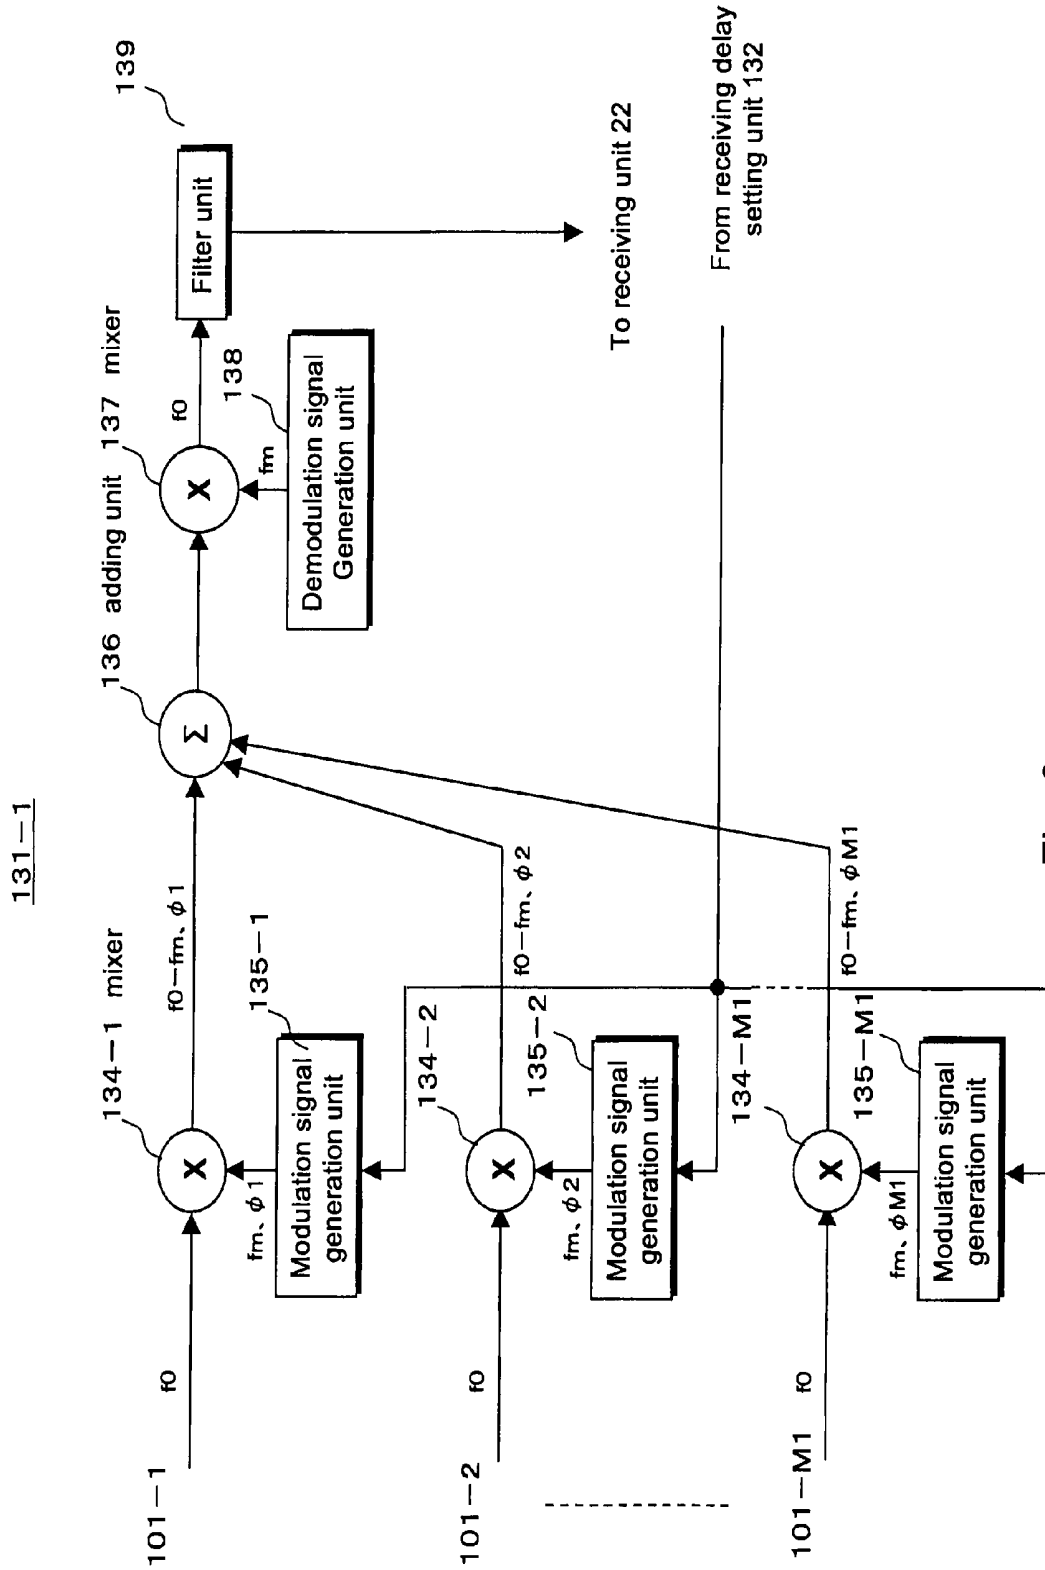 131-1
101-1
f0
134-1 mixer
fm、φ1
Modulation signal
generation unit
135-1
f0-fm、φ1
136 adding unit
Σ
137 mixer
X
X
f0
fm
138
Demodulation signal
Generation unit
Filter unit
139
To receiving unit 22
From receiving delay
setting unit 132
101-2
f0
134-2
X
fm、φ2
Modulation signal
generation unit
135-2
f0-fm、φ2
101-M1
f0
134-M1
X
fm、φM1
Modulation signal
generation unit
135-M1
f0-fm、φM1